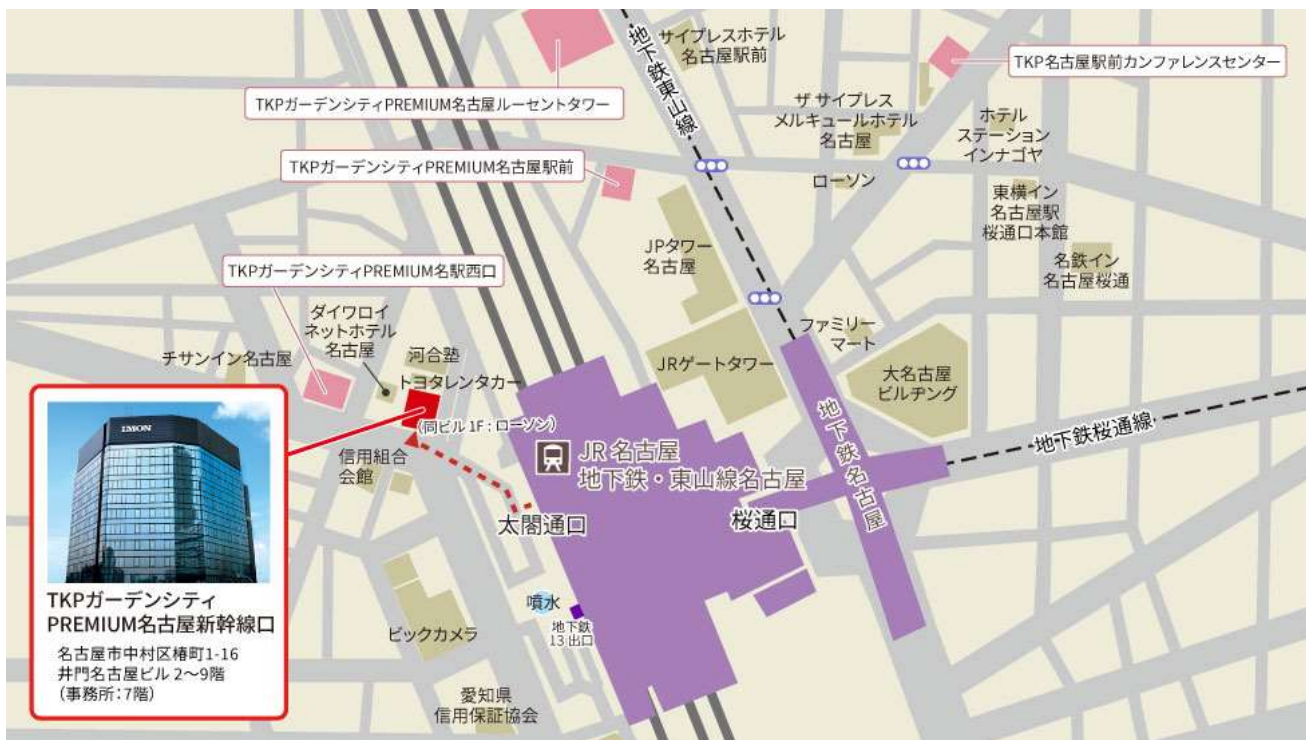 サイプレスホテル
名古屋駅前
地下鉄東山線
TKP名古屋駅前カンファレンスセンター
TKPガーデンシティPREMIUM名古屋ルーセントタワー
ザ サイプレス
メルキュールホテル
名古屋
ホテル
ステーション
インナゴヤ
TKPガーデンシティPREMIUM名古屋駅前
ローソン
東横イン
名古屋駅
桜通口本館
JPタワー
名古屋
名鉄イン
名古屋桜通
TKPガーデンシティPREMIUM名駅西口
ダイワロイ
ネットホテル
名古屋
ファミリー
マート
チサンイン名古屋
河合塾
トヨタレンタカー
JRゲートタワー
大名古屋
ビルヂング
(同ビル 1F:ローソン)
地下鉄名古屋
地下鉄桜通線
IMON
信用組合
会館
JR 名古屋
地下鉄・東山線名古屋
太閤通口
桜通口
TKPガーデンシティ
PREMIUM名古屋新幹線口
名古屋市中村区椿町1-16
井門名古屋ビル 2〜9階
(事務所:7階)
噴水
地下鉄
13出口
ビックカメラ
愛知県
信用保証協会